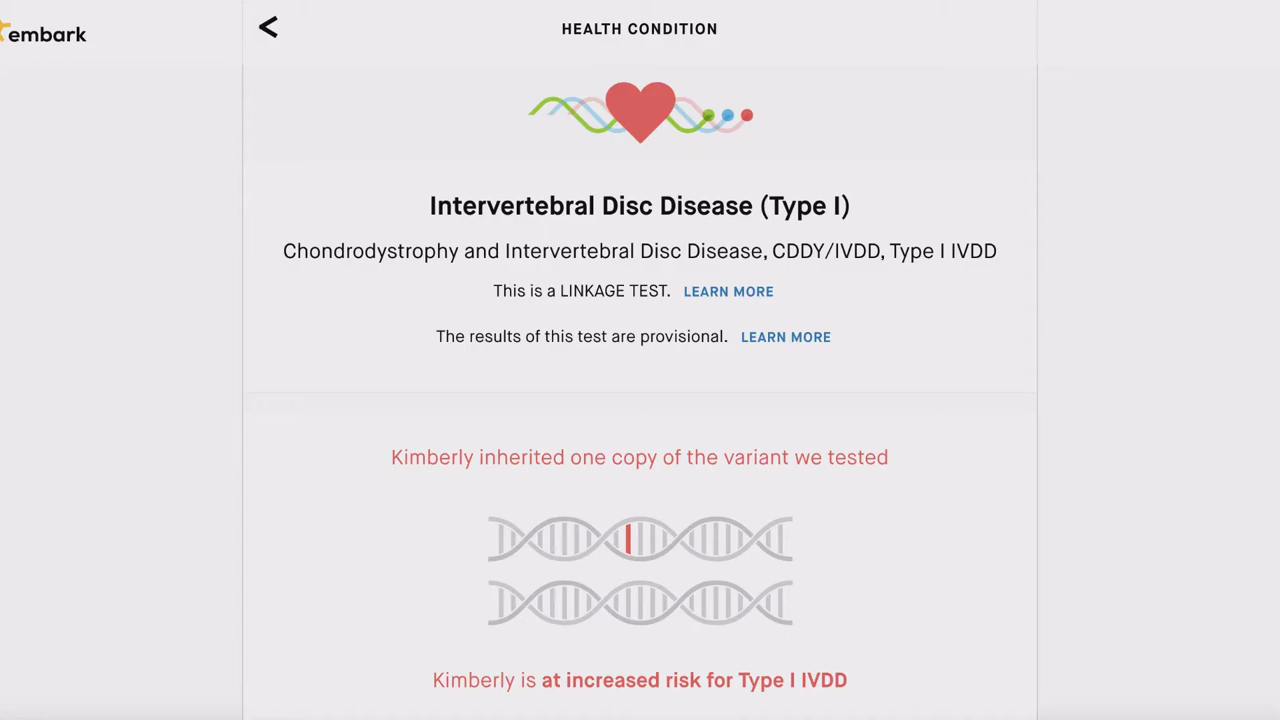 embark
HEALTH CONDITION
Intervertebral Disc Disease (Type I)
Chondrodystrophy and Intervertebral Disc Disease, CDDY/IVDD, Type I IVDD
This is a LINKAGE TEST. LEARN MORE
The results of this test are provisional. LEARN MORE
Kimberly inherited one copy of the variant we tested
Kimberly is at increased risk for Type I IVDD